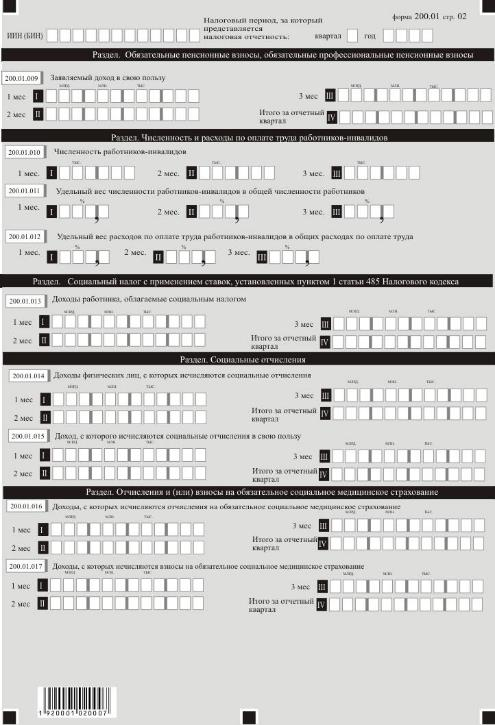 форма 200.01 стр. 02
ИИН (БИН)
Налоговый период, за который
представляется
налоговая отчетность:
квартал
год
Раздел. Обязательные пенсионные взносы, обязательные профессиональные пенсионные взносы
200.01.009 Заявляемый доход в свою пользу
млрд. млн. тыс. млрд. млн. тыс.
1 мес I 3 мес III
2 мес II Итого за отчетный квартал IV
Раздел. Численность и расходы по оплате труда работников-инвалидов
200.01.010 Численность работников-инвалидов
тыс. тыс. тыс.
1 мес. I 2 мес. II 3 мес. III
200.01.011 Удельный вес численности работников-инвалидов в общей численности работников
% % %
1 мес. I , 2 мес. II , 3 мес. III ,
200.01.012 Удельный вес расходов по оплате труда работников-инвалидов в общих расходах по оплате труда
% % %
1 мес. I , 2 мес. II , 3 мес. III ,
Раздел. Социальный налог с применением ставок, установленных пунктом 1 статьи 485 Налогового кодекса
200.01.013 Доходы работника, облагаемые социальным налогом
млрд. млн. тыс. млрд. млн. тыс.
1 мес I 3 мес III
2 мес II Итого за отчетный квартал IV
Раздел. Социальные отчисления
200.01.014 Доходы физических лиц, с которых исчисляются социальные отчисления
млрд. млн. тыс. млрд. млн. тыс.
1 мес I 3 мес III
2 мес II Итого за отчетный квартал IV
200.01.015 Доход, с которого исчисляются социальные отчисления в свою пользу
млрд. млн. тыс. млрд. млн. тыс.
1 мес I 3 мес III
2 мес II Итого за отчетный квартал IV
Раздел. Отчисления и (или) взносы на обязательное социальное медицинское страхование
200.01.016 Доходы, с которых исчисляются отчисления на обязательное социальное медицинское страхование
млрд. млн. тыс. млрд. млн. тыс.
1 мес I 3 мес III
2 мес II Итого за отчетный квартал IV
200.01.017 Доходы, с которых исчисляются взносы на обязательное социальное медицинское страхование
млрд. млн. тыс. млрд. млн. тыс.
1 мес I 3 мес III
2 мес II Итого за отчетный квартал IV
1 920001 020007